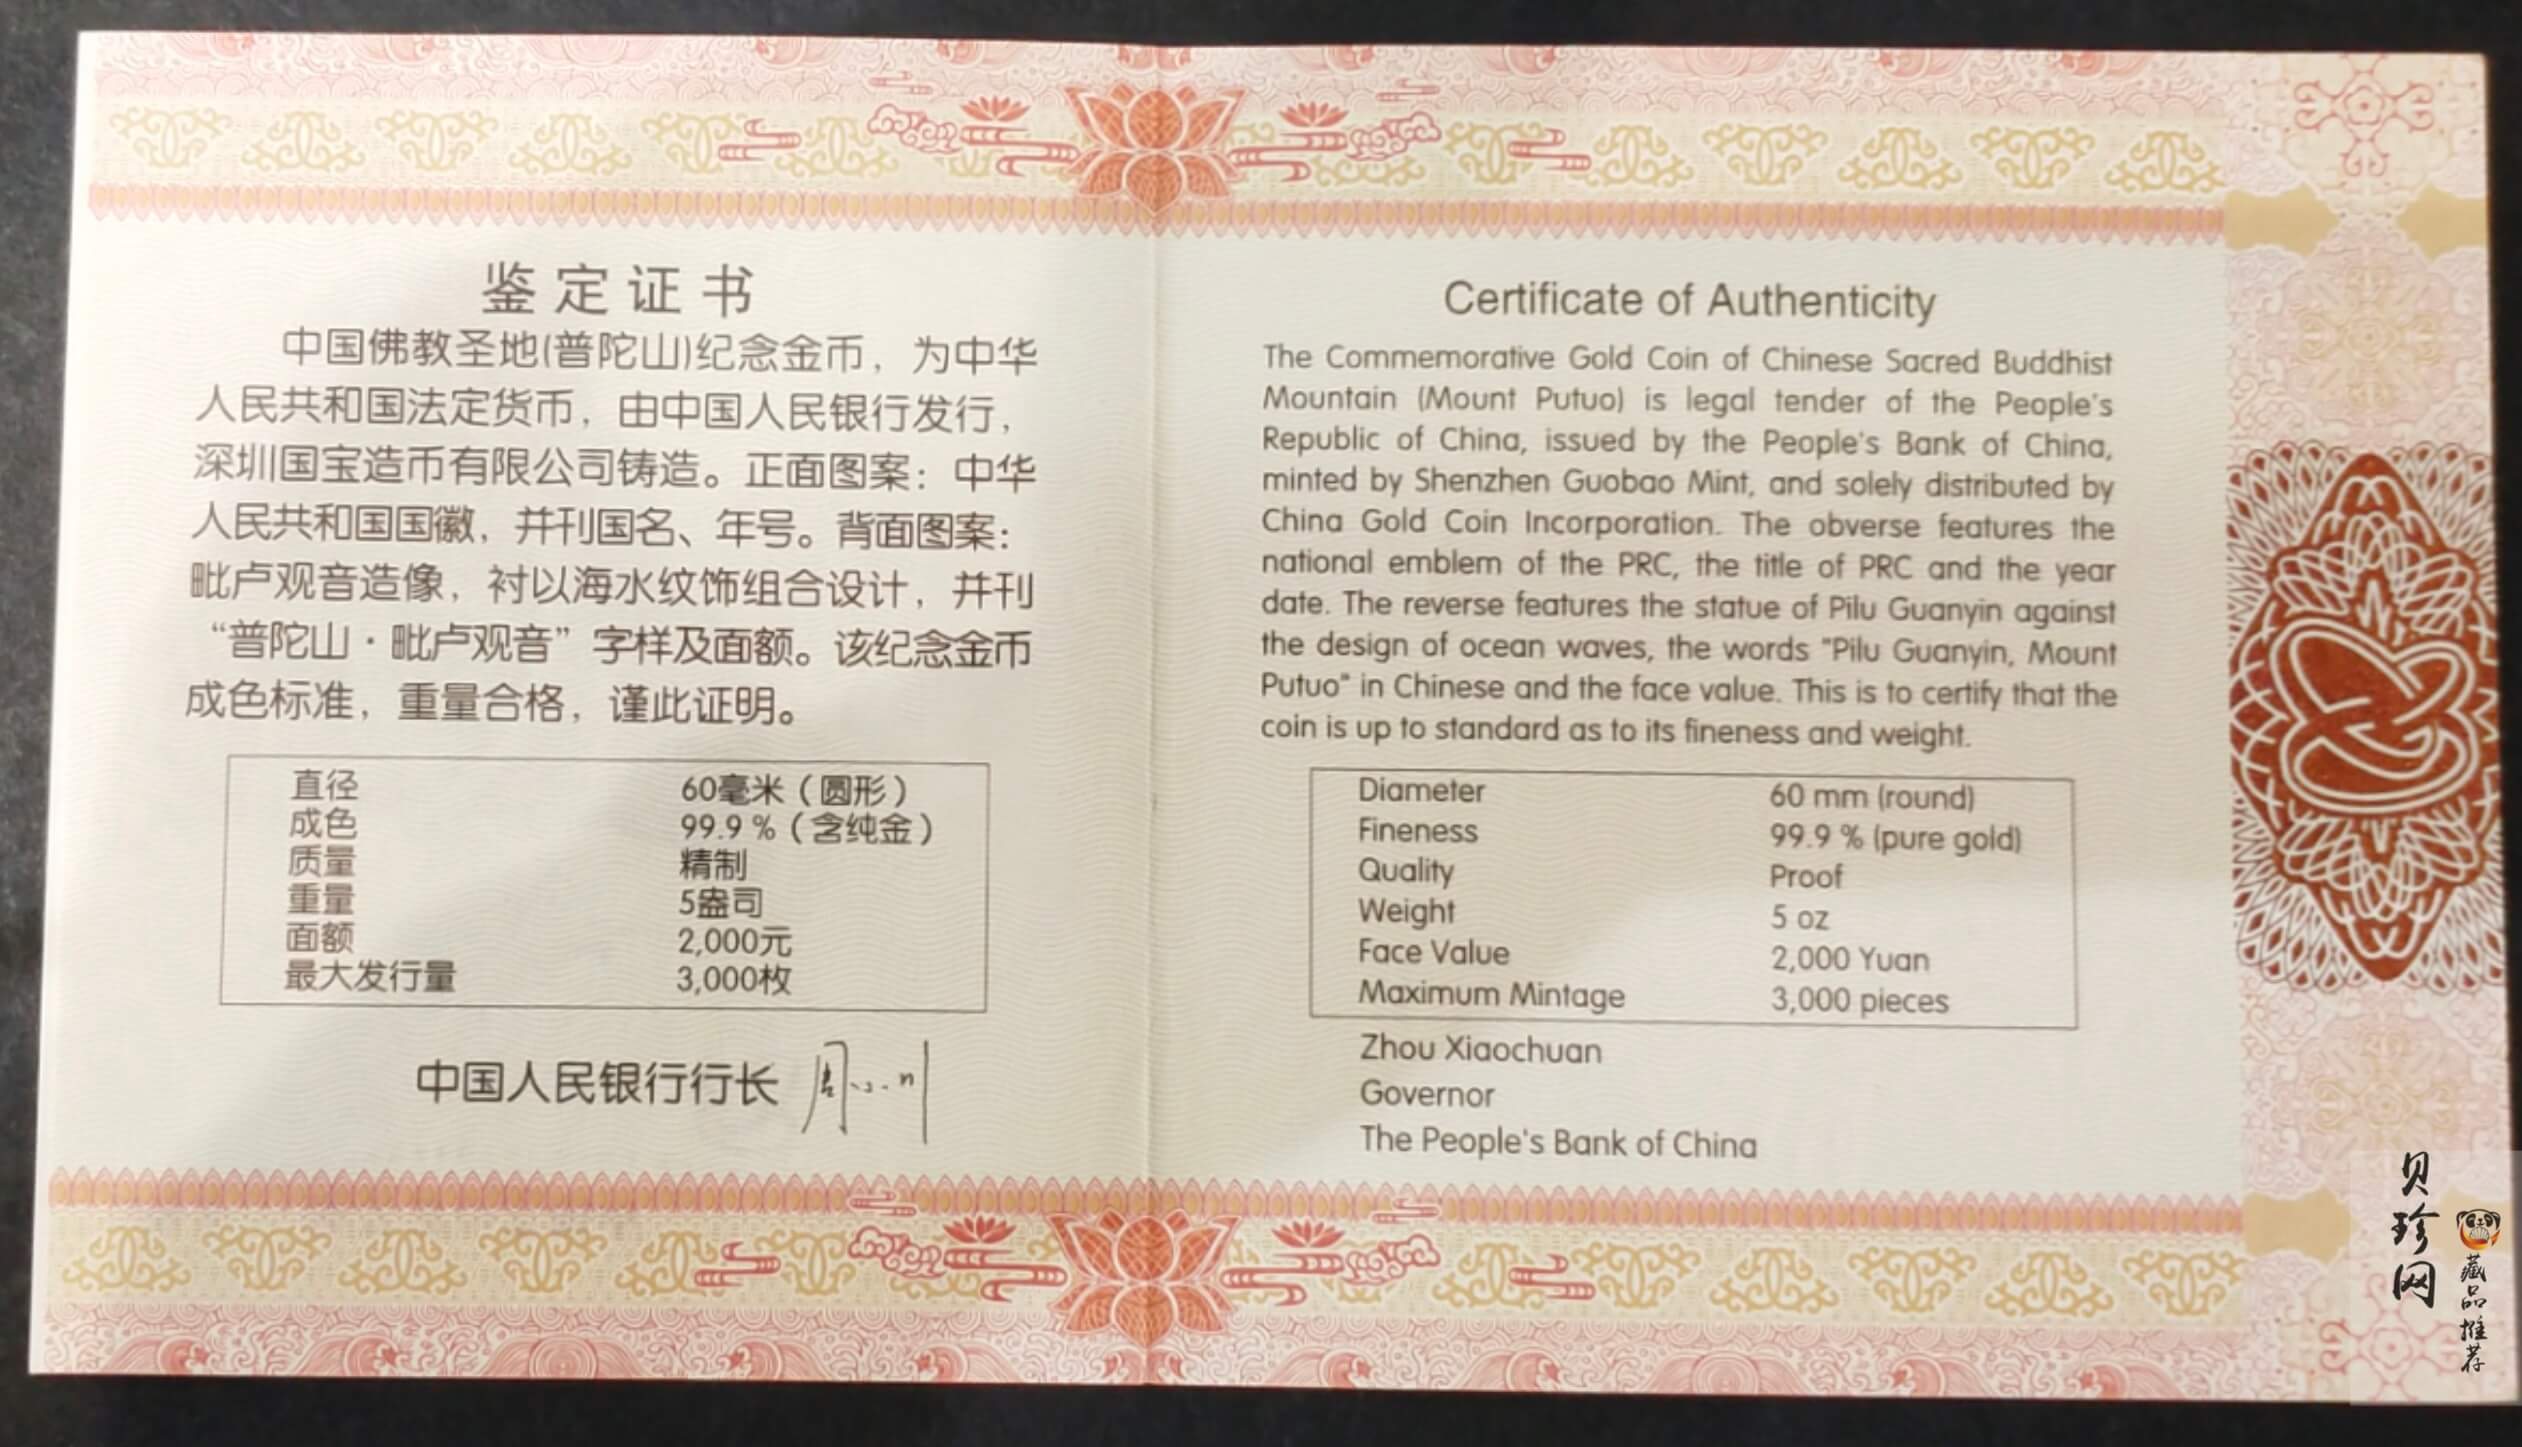 鉴定证书
中国佛教圣地(普陀山)纪念金币，为中华
人民共和国法定货币，由中国人民银行发行，
深圳国宝造币有限公司铸造。正面图案：中华
人民共和国国徽，并刊国名、年号。背面图案：
毗卢观音造像，衬以海水纹饰组合设计，并刊
“普陀山·毗卢观音”字样及面额。该纪念金币
成色标准，重量合格，谨此证明。
直径 60毫米（圆形）
成色 99.9％（含纯金）
质量 精制
重量 5盎司
面额 2,000元
最大发行量 3,000枚
中国人民银行行长 周小川
Certificate of Authenticity
The Commemorative Gold Coin of Chinese Sacred Buddhist
Mountain (Mount Putuo) is legal tender of the People's
Republic of China, issued by the People's Bank of China,
minted by Shenzhen Guobao Mint, and solely distributed by
China Gold Coin Incorporation. The obverse features the
national emblem of the PRC, the title of PRC and the year
date. The reverse features the statue of Pilu Guanyin against
the design of ocean waves, the words "Pilu Guanyin, Mount
Putuo" in Chinese and the face value. This is to certify that the
coin is up to standard as to its fineness and weight.
Diameter 60 mm (round)
Fineness 99.9 % (pure gold)
Quality Proof
Weight 5 oz
Face Value 2,000 Yuan
Maximum Mintage 3,000 pieces
Zhou Xiaochuan
Governor
The People's Bank of China
贝珍网
藏品推荐